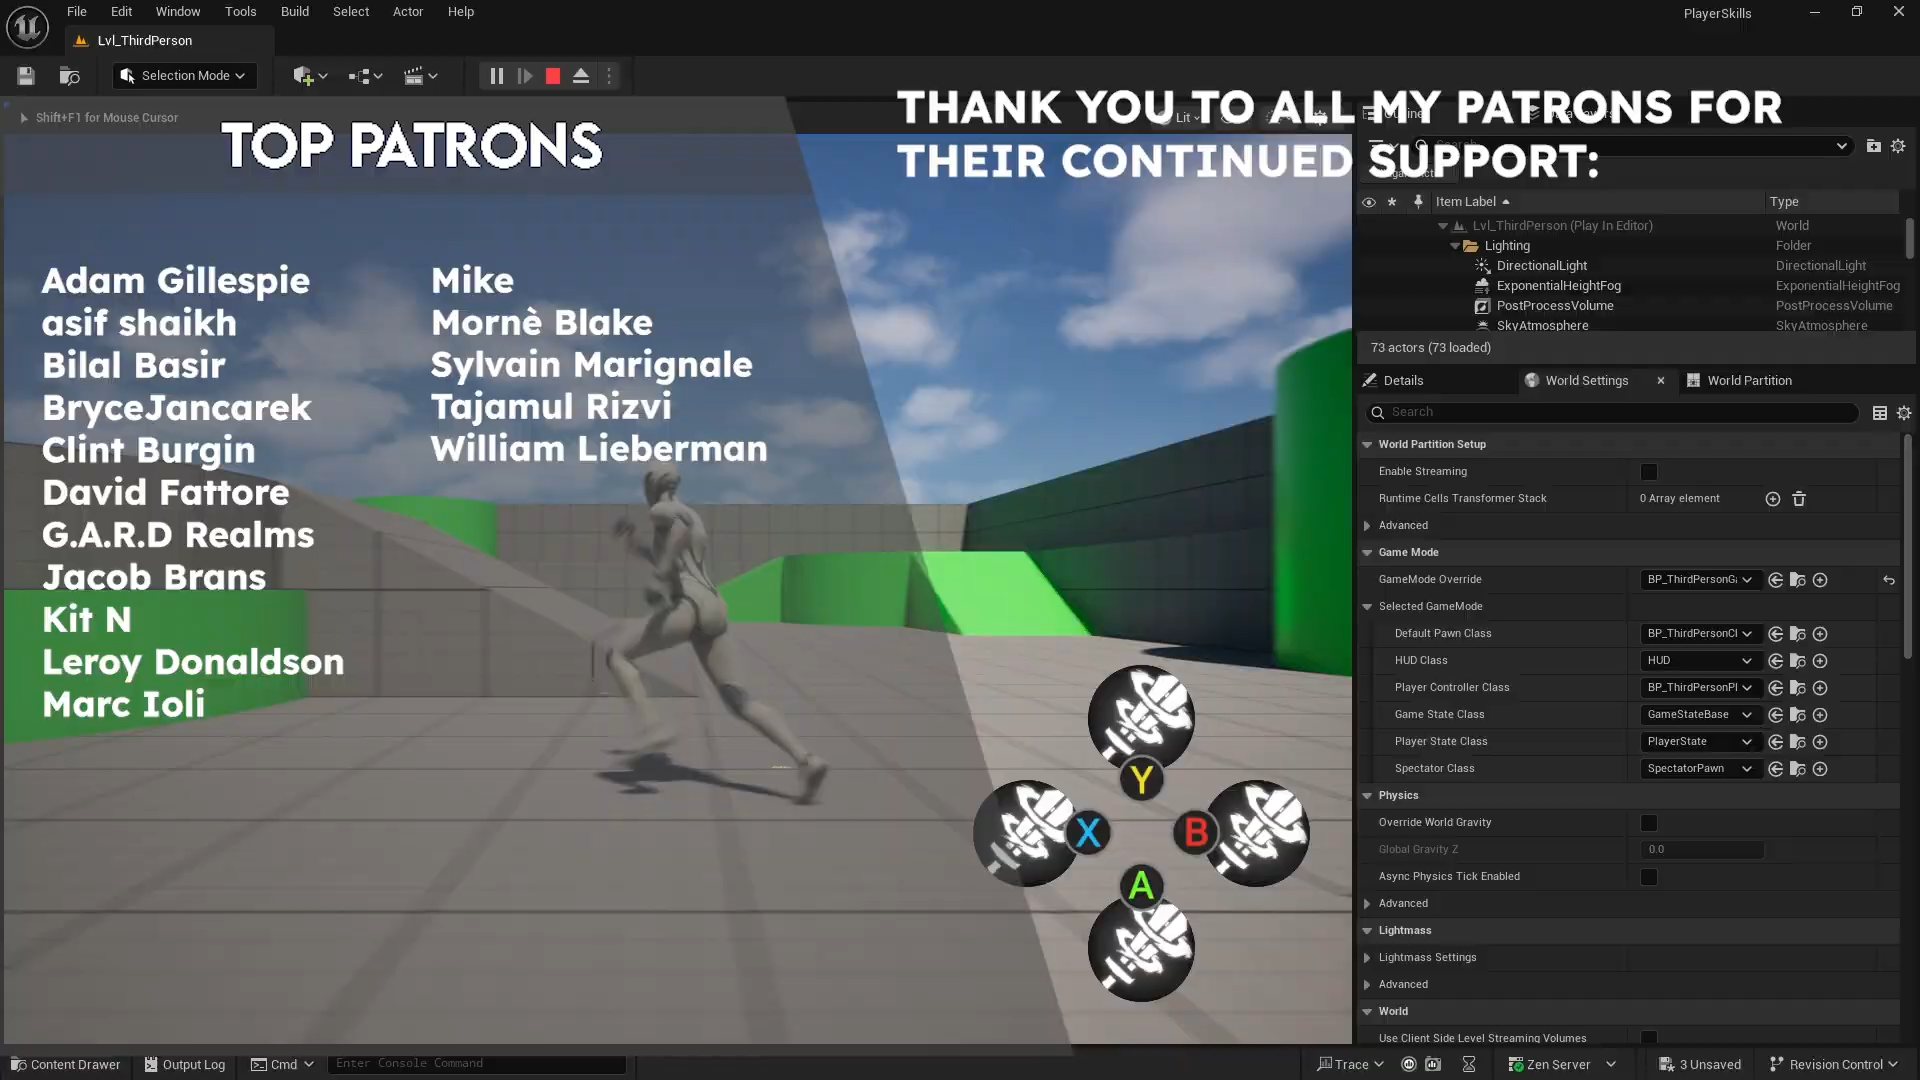 File Edit Window Tools Build Select Actor Help
PlayerSkills
Lvl_ThirdPerson
Selection Mode
Shift+F1 for Mouse Cursor
Lit
TOP PATRONS
THANK YOU TO ALL MY PATRONS FOR
THEIR CONTINUED SUPPORT:
Adam Gillespie
asif shaikh
Bilal Basir
BryceJancarek
Clint Burgin
David Fattore
G.A.R.D Realms
Jacob Brans
Kit N
Leroy Donaldson
Marc Ioli
Mike
Mornè Blake
Sylvain Marignale
Tajamul Rizvi
William Lieberman
Y
X
B
A
Item Label Type
Lvl_ThirdPerson (Play In Editor) World
Lighting Folder
DirectionalLight DirectionalLight
ExponentialHeightFog ExponentialHeightFog
PostProcessVolume PostProcessVolume
SkyAtmosphere SkyAtmosphere
73 actors (73 loaded)
Details World Settings World Partition
Search
World Partition Setup
Enable Streaming
Runtime Cells Transformer Stack 0 Array element
Advanced
Game Mode
GameMode Override BP_ThirdPersonGa
Selected GameMode
Default Pawn Class BP_ThirdPersonCl
HUD Class HUD
Player Controller Class BP_ThirdPersonPl
Game State Class GameStateBase
Player State Class PlayerState
Spectator Class SpectatorPawn
Physics
Override World Gravity
Global Gravity Z 0.0
Async Physics Tick Enabled
Advanced
Lightmass
Lightmass Settings
Advanced
World
Use Client Side Level Streaming Volumes
Content Drawer Output Log Cmd Enter Console Command
Trace Zen Server 3 Unsaved Revision Control